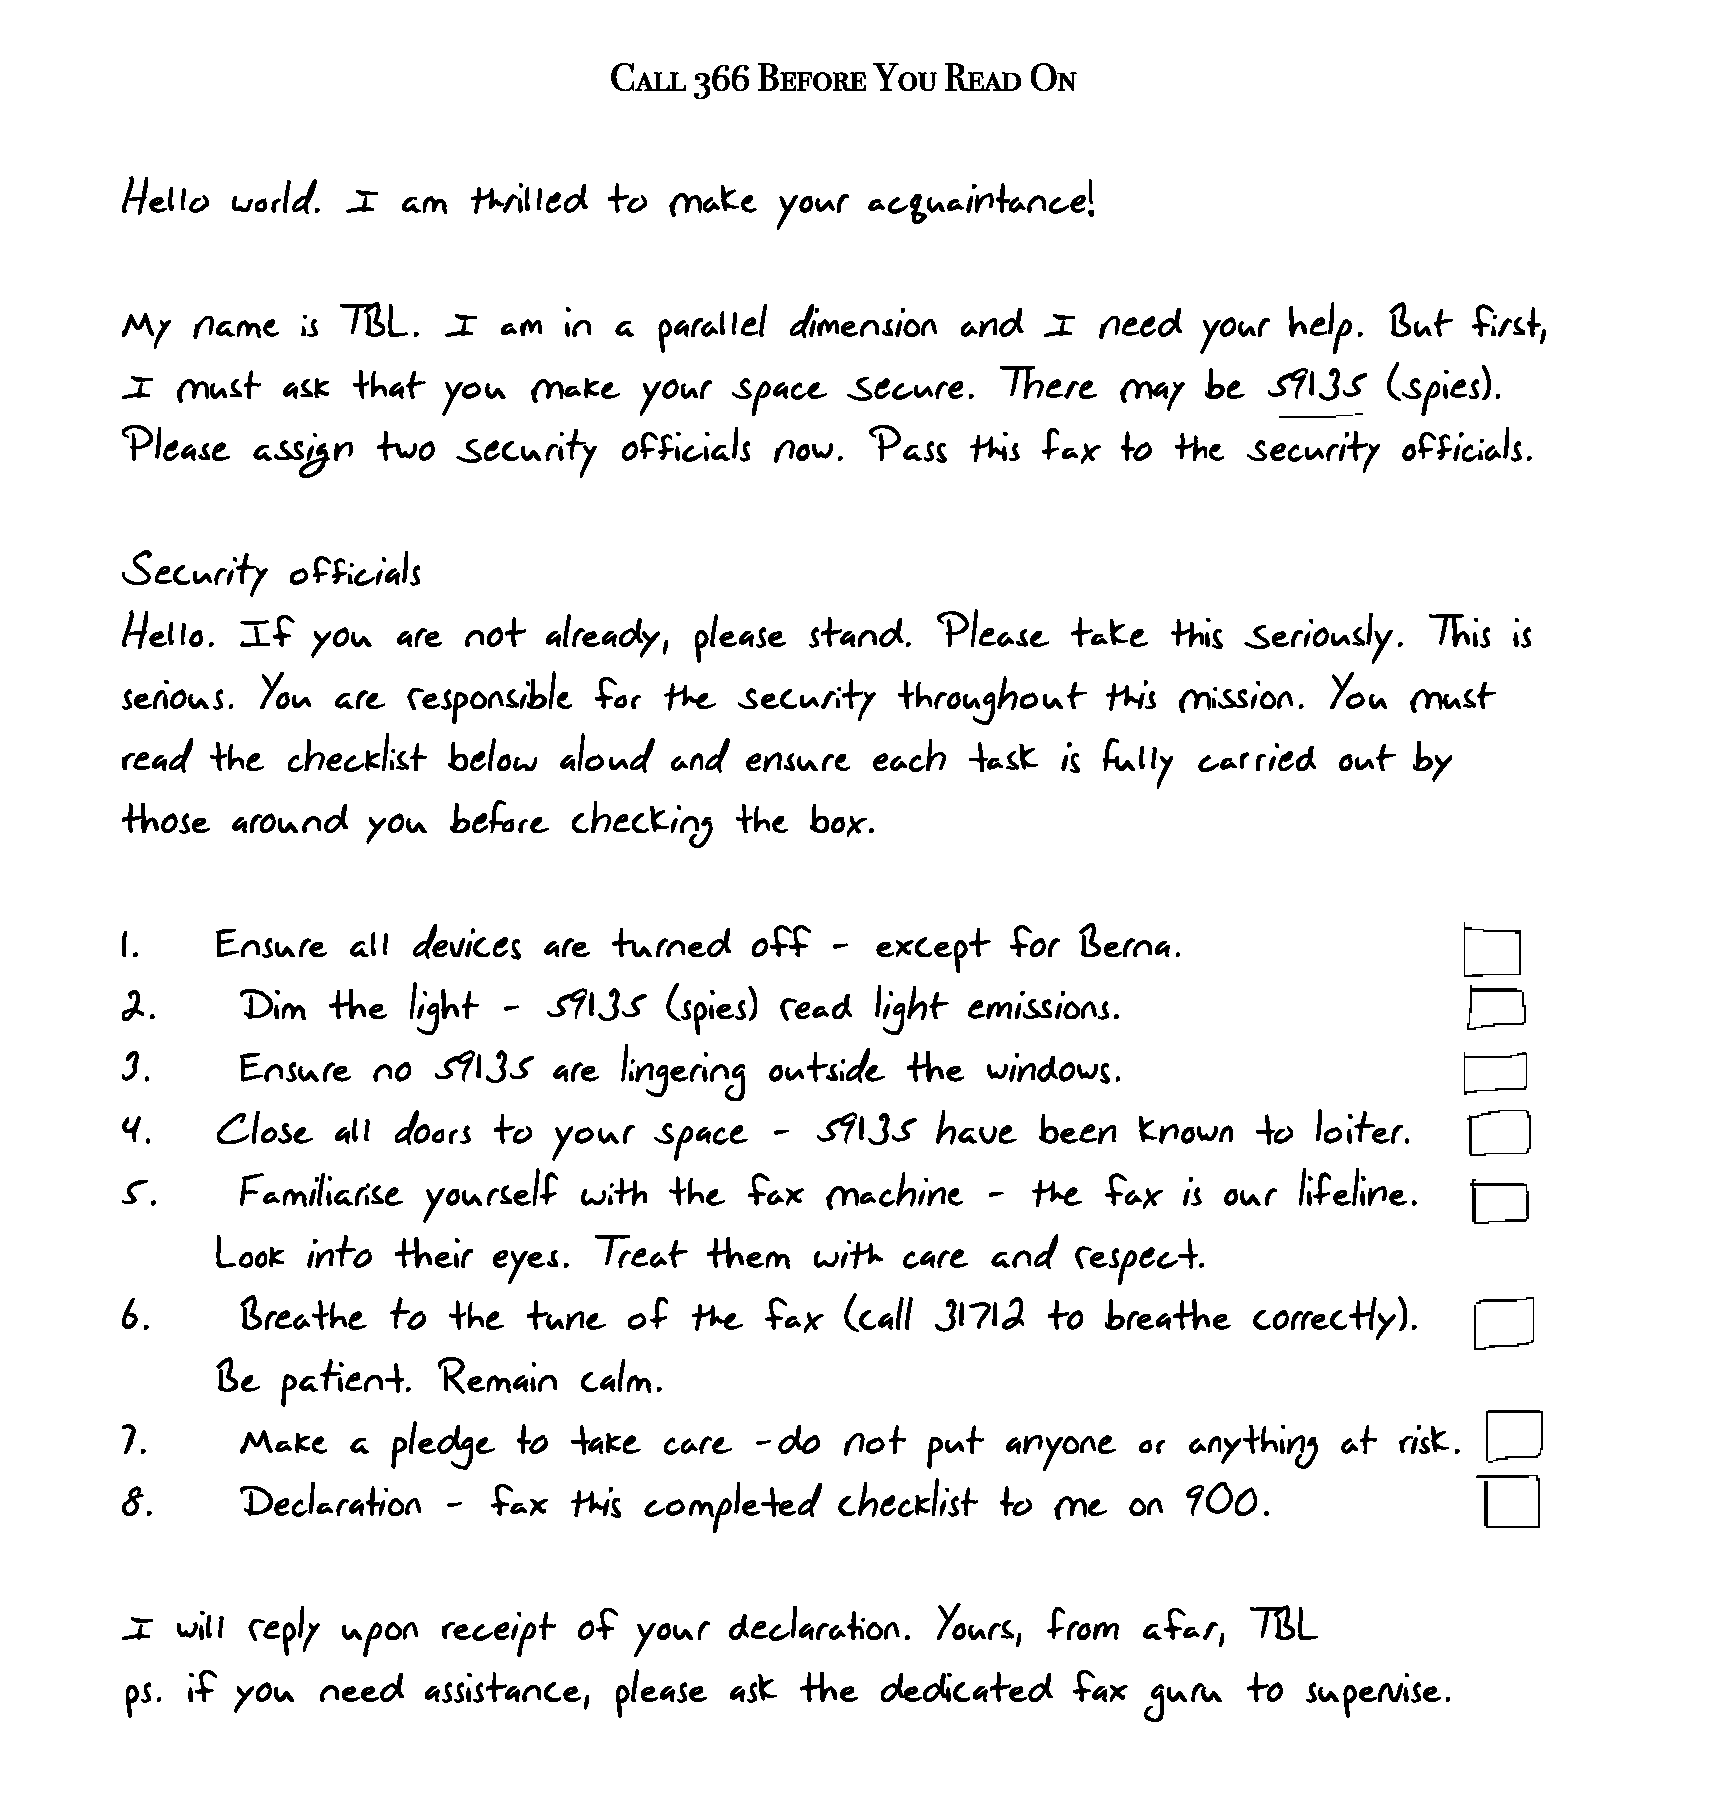 CALL 366 BEFORE YOU READ ON
Hello world. I am thrilled to make your acquaintance!
My name is TBL. I am in a parallel dimension and I need your help. But first,
I must ask that you make your space secure. There may be 59135 (spies).
Please assign two security officials now. Pass this fax to the security officials.
Security officials
Hello. If you are not already, please stand. Please take this seriously. This is
serious. You are responsible for the security throughout this mission. You must
read the checklist below aloud and ensure each task is fully carried out by
those around you before checking the box.
1. Ensure all devices are turned off - except for Berna.
2. Dim the light - 59135 (spies) read light emissions.
3. Ensure no 59135 are lingering outside the windows.
4. Close all doors to your space - 59135 have been known to loiter.
5. Familiarise yourself with the fax machine - the fax is our lifeline.
Look into their eyes. Treat them with care and respect.
6. Breathe to the tune of the fax (call 31712 to breathe correctly).
Be patient. Remain calm.
7. Make a pledge to take care - do not put anyone or anything at risk.
8. Declaration - fax this completed checklist to me on 900.
I will reply upon receipt of your declaration. Yours, from afar, TBL
ps. if you need assistance, please ask the dedicated fax guru to supervise.